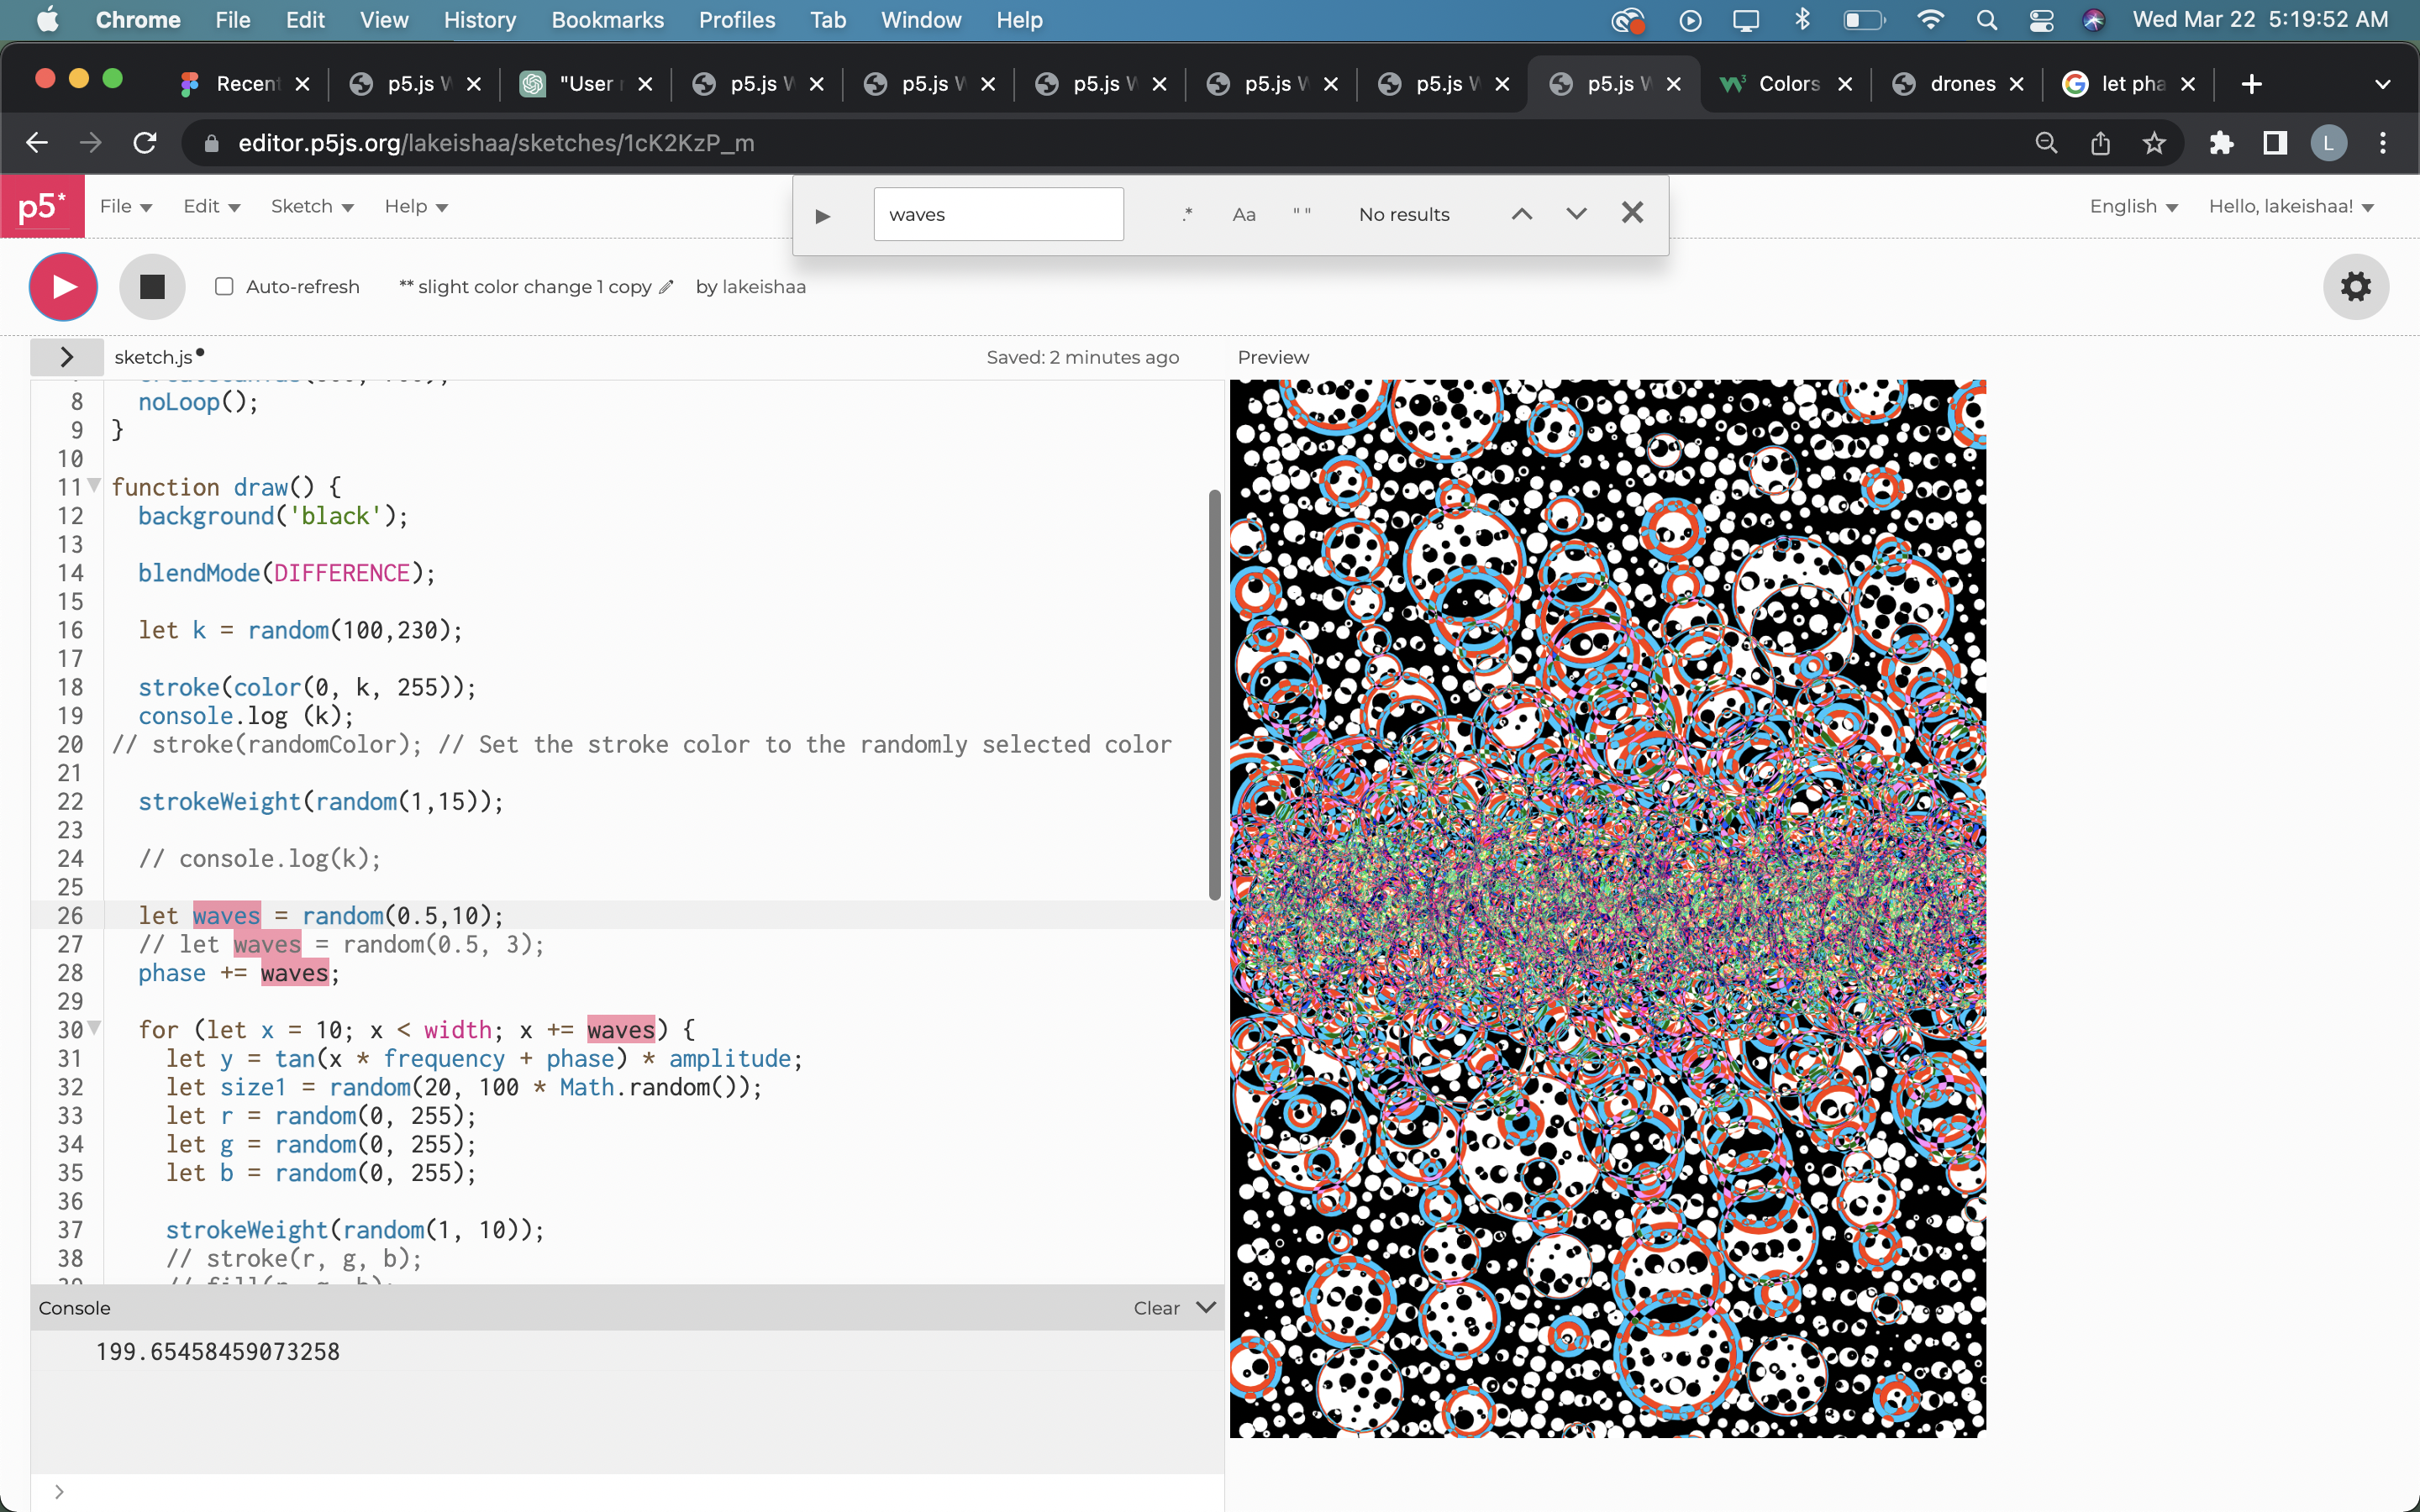 Chrome File Edit View History Bookmarks Profiles Tab Window Help Wed Mar 22 5:19:52 AM
Recent p5.js W "User p5.js W p5.js W p5.js W p5.js W p5.js W p5.js W Colors drones let pha
editor.p5js.org/lakeishaa/sketches/1cK2KzP_m L
p5* File Edit Sketch Help waves .* Aa " " No results English Hello, lakeishaa!
Auto-refresh ** slight color change 1 copy by lakeishaa
sketch.js Saved: 2 minutes ago Preview
8 noLoop();
9 }
10
11 function draw() {
12 background('black');
13
14 blendMode(DIFFERENCE);
15
16 let k = random(100,230);
17
18 stroke(color(0, k, 255));
19 console.log (k);
20 // stroke(randomColor); // Set the stroke color to the randomly selected color
21
22 strokeWeight(random(1,15));
23
24 // console.log(k);
25
26 let waves = random(0.5,10);
27 // let waves = random(0.5, 3);
28 phase += waves;
29
30 for (let x = 10; x < width; x += waves) {
31 let y = tan(x * frequency + phase) * amplitude;
32 let size1 = random(20, 100 * Math.random());
33 let r = random(0, 255);
34 let g = random(0, 255);
35 let b = random(0, 255);
36
37 strokeWeight(random(1, 10));
38 // stroke(r, g, b);
Console Clear
199.65458459073258